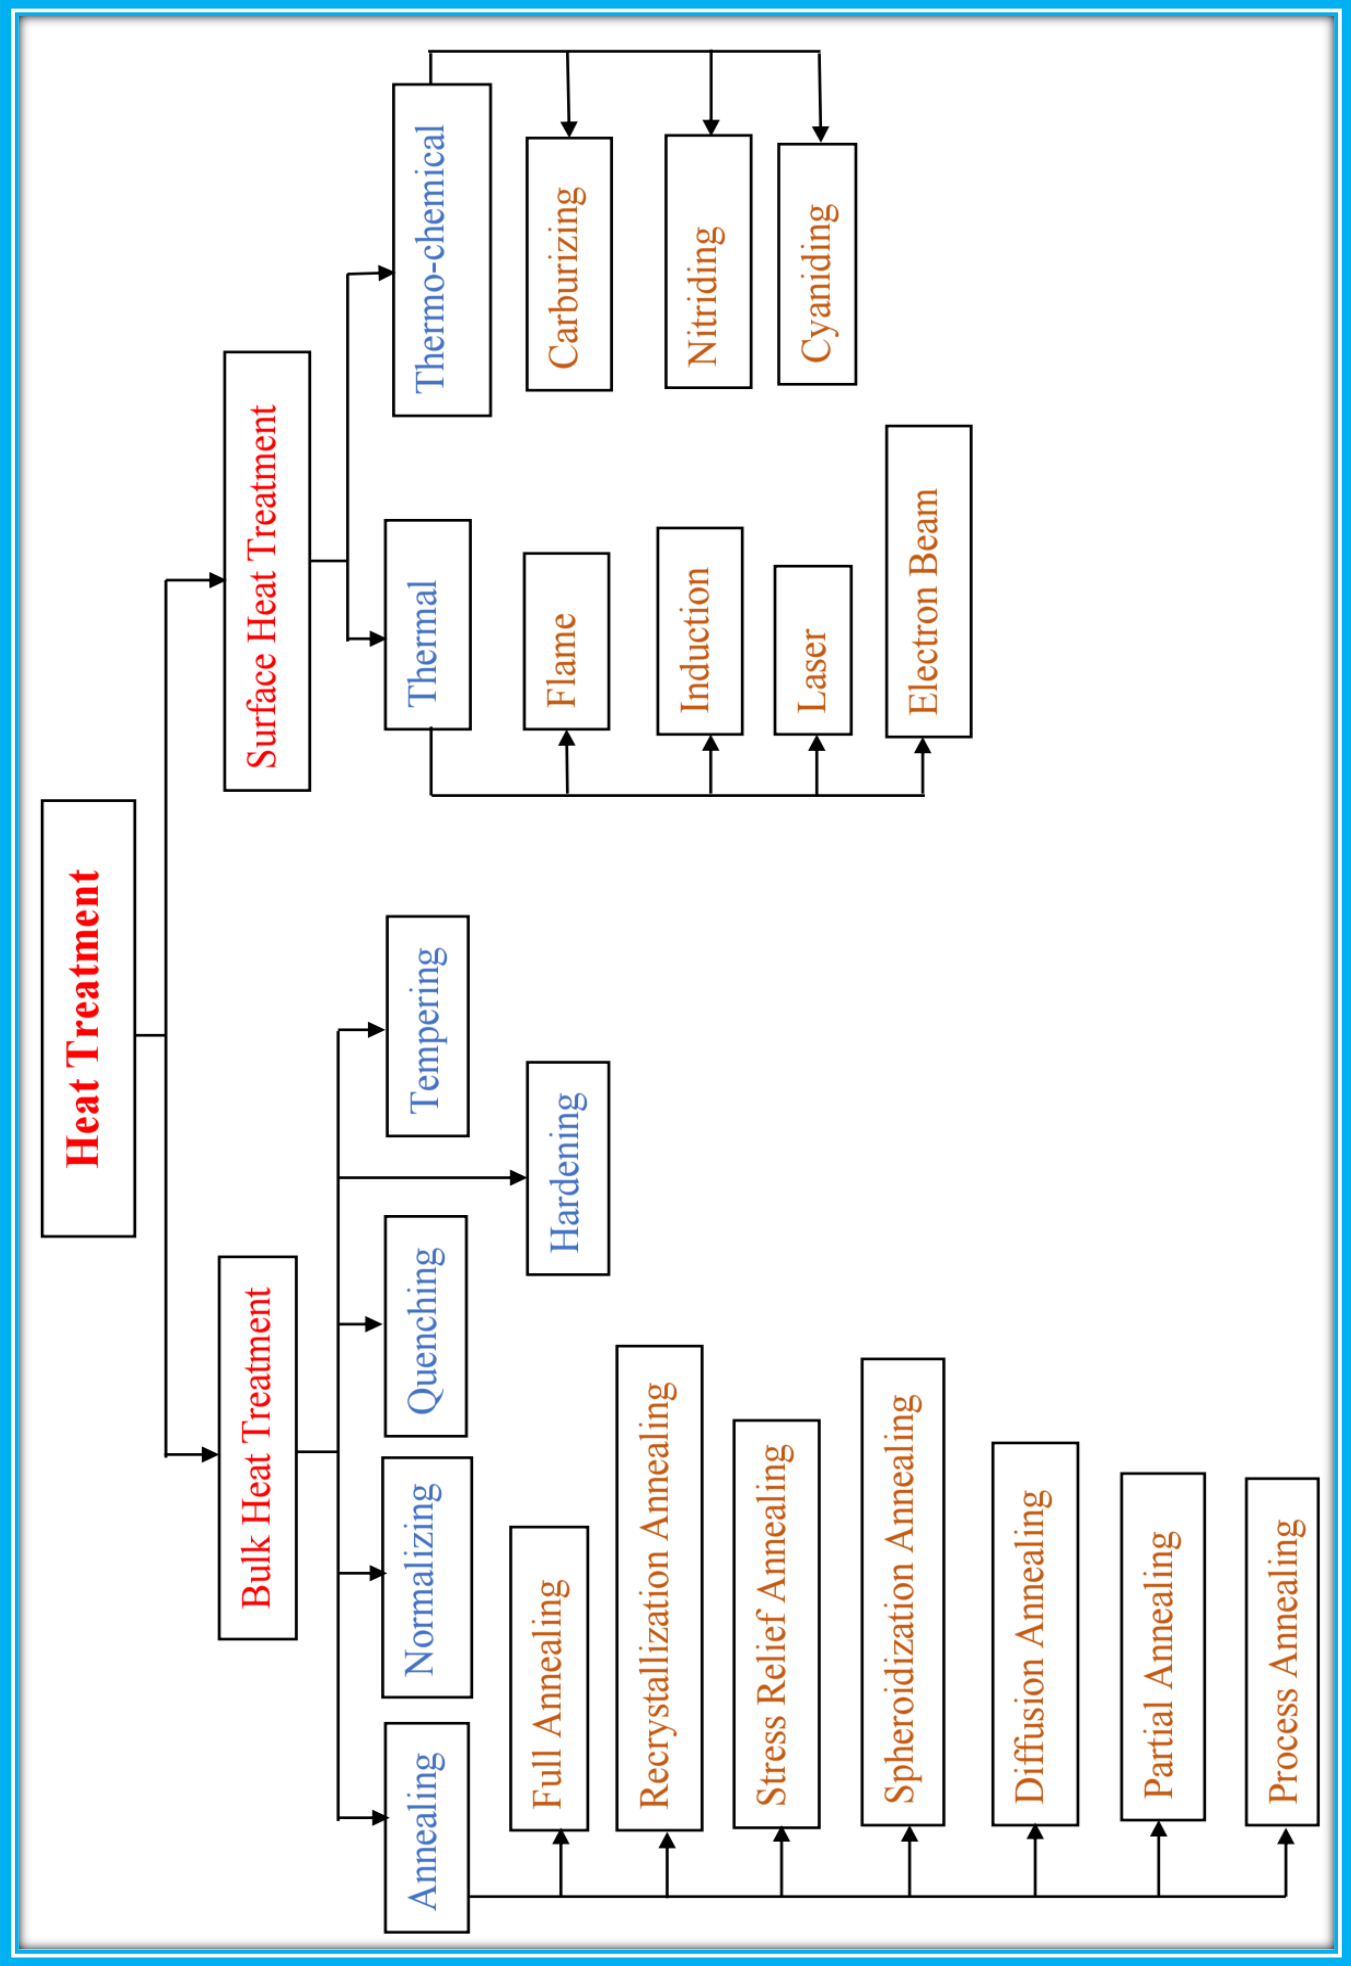 Heat Treatment
Bulk Heat Treatment
Surface Heat Treatment
Annealing
Normalizing
Quenching
Tempering
Thermal
Thermo-chemical
Full Annealing
Hardening
Flame
Carburizing
Recrystallization Annealing
Induction
Nitriding
Stress Relief Annealing
Laser
Cyaniding
Spheroidization Annealing
Electron Beam
Diffusion Annealing
Partial Annealing
Process Annealing